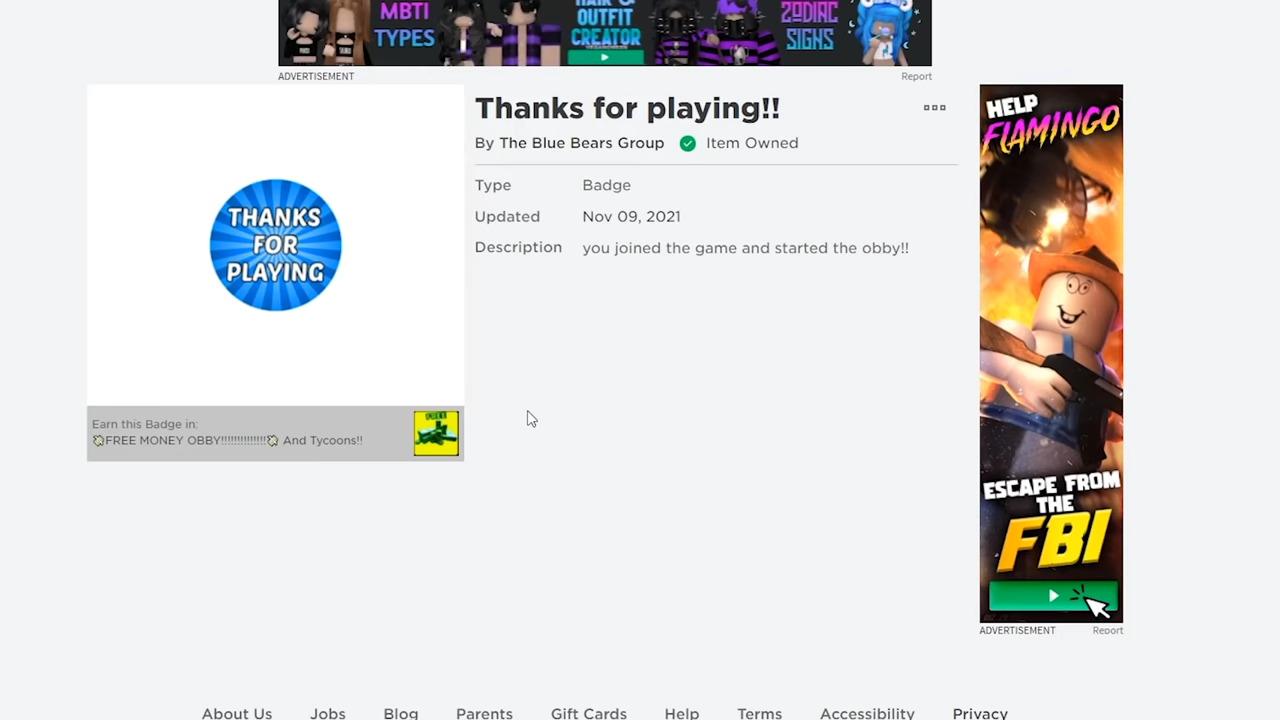 MBTI
TYPES
HAIR &
OUTFIT
CREATOR
ZODIAC
SIGNS
ADVERTISEMENT
Report
THANKS
FOR
PLAYING
Thanks for playing!!
By The Blue Bears Group Item Owned
Type Badge
Updated Nov 09, 2021
Description you joined the game and started the obby!!
Earn this Badge in:
💸FREE MONEY OBBY!!!!!!!!!!!!!!!💸 And Tycoons!!
FREE
HELP
FLAMINGO
ESCAPE FROM
THE
FBI
ADVERTISEMENT
Report
About Us Jobs Blog Parents Gift Cards Help Terms Accessibility Privacy